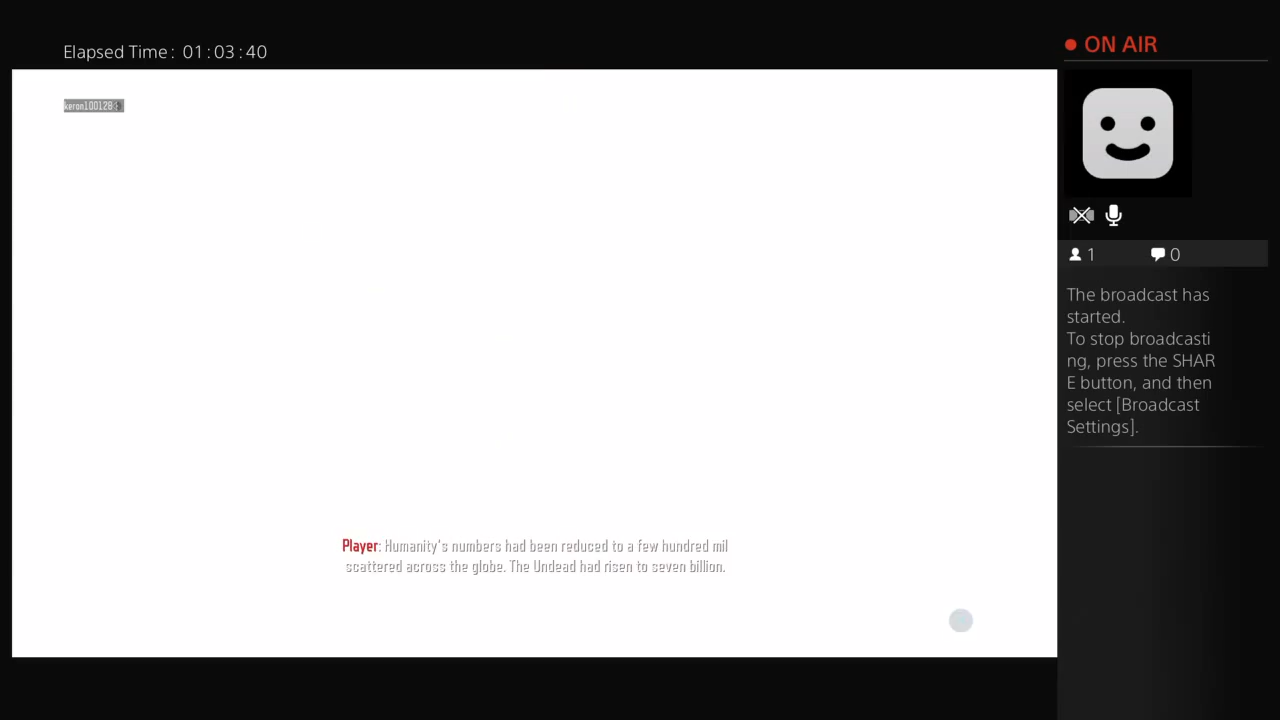 Elapsed Time: 01:03:40
ON AIR
keron100128
1
0
The broadcast has
started.
To stop broadcasti
ng, press the SHAR
E button, and then
select [Broadcast
Settings].
Player: Humanity's numbers had been reduced to a few hundred mil
scattered across the globe. The Undead had risen to seven billion.